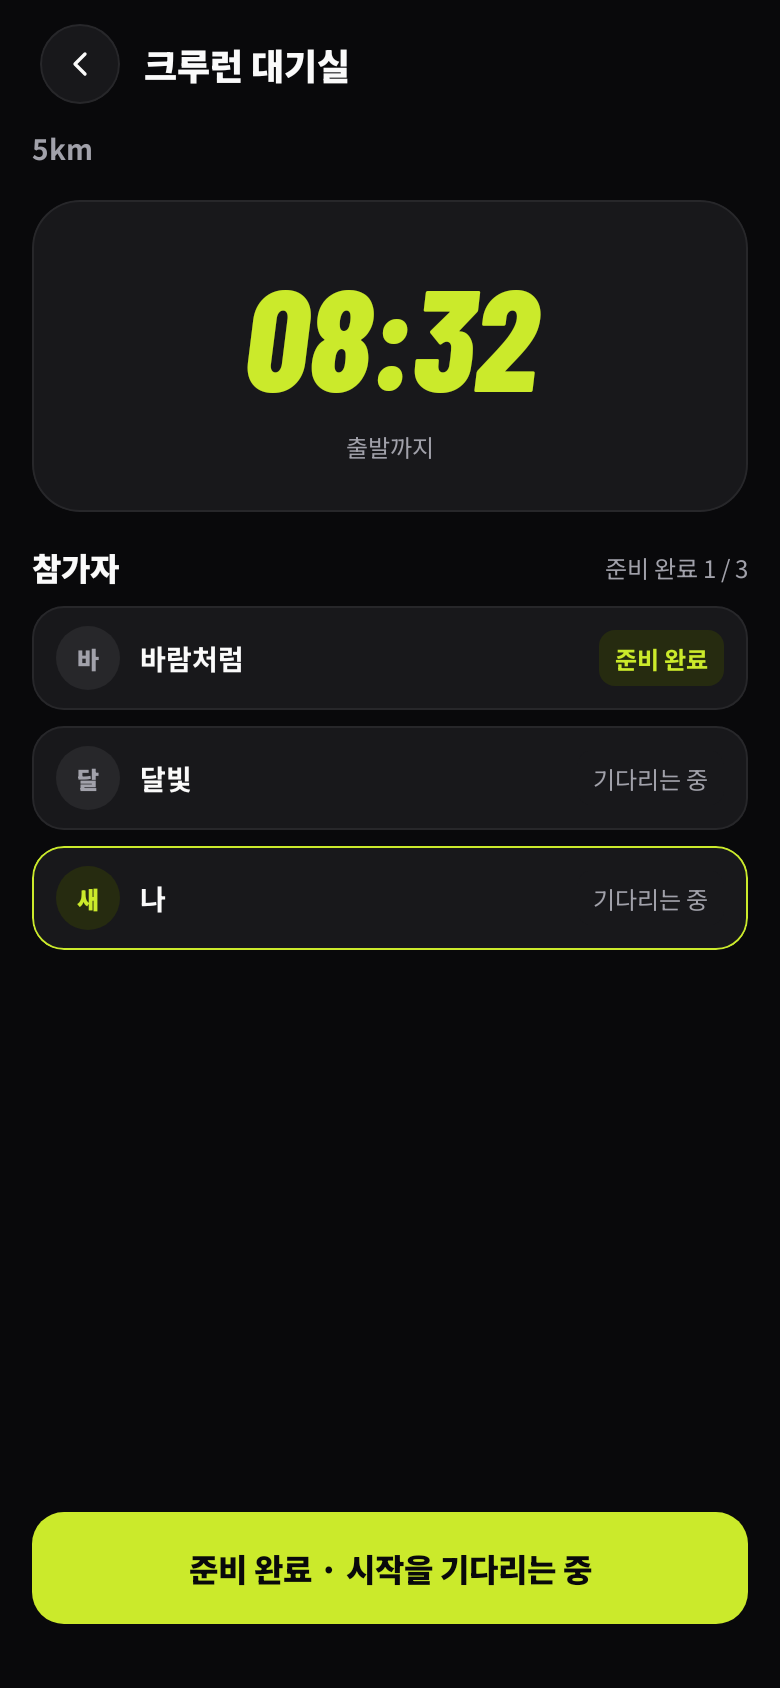 크루런 대기실
5km
08:32
출발까지
참가자
준비 완료 1 / 3
바 바람처럼 준비 완료
달 달빛 기다리는 중
새 나 기다리는 중
준비 완료 · 시작을 기다리는 중